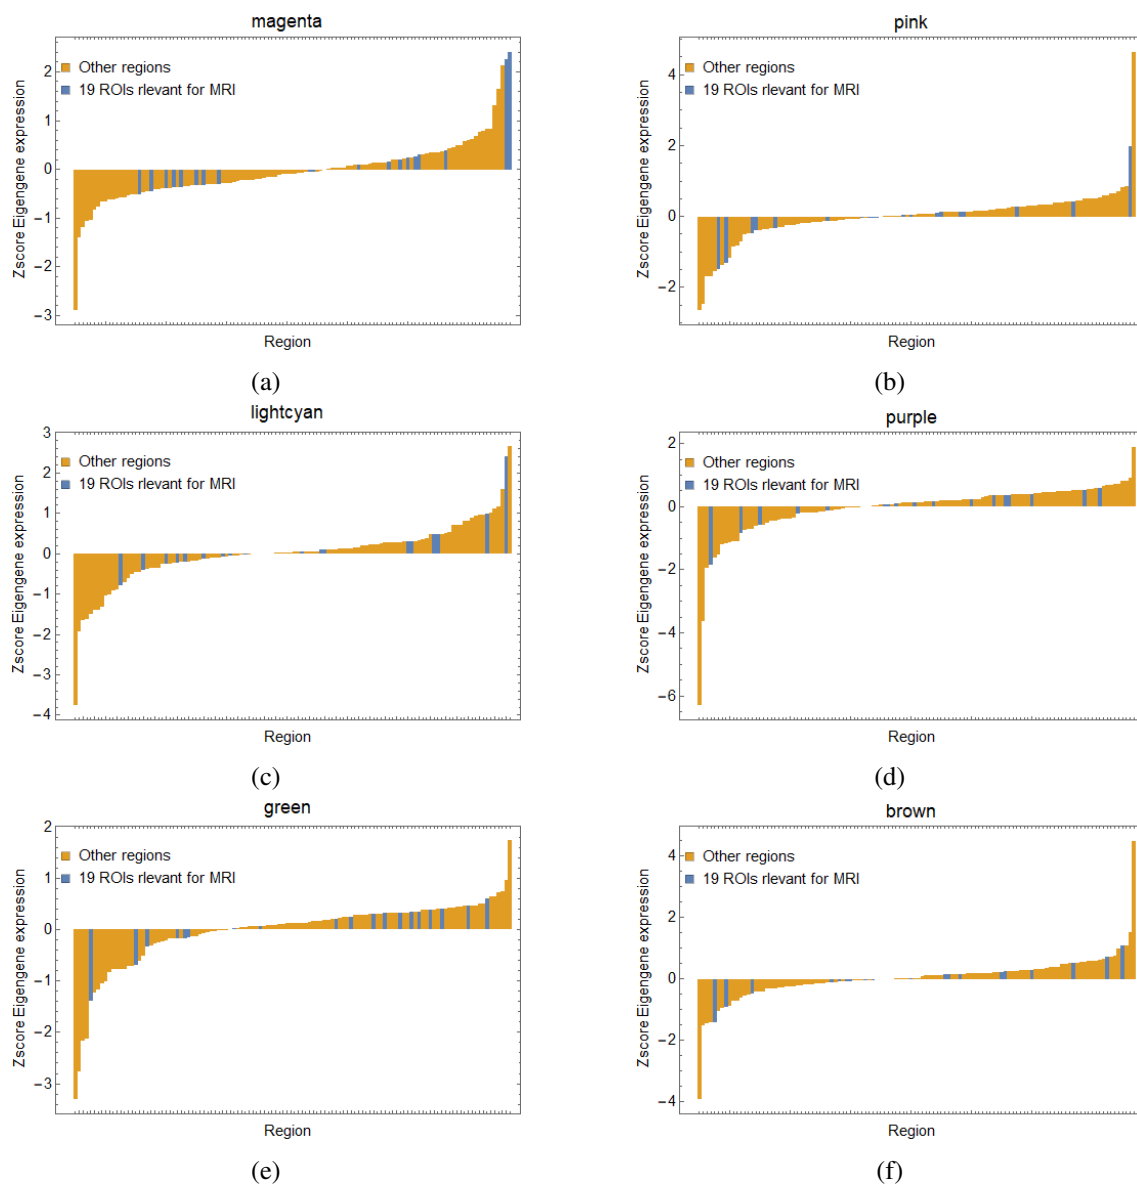 magenta
Zscore Eigengene expression
2
1
0
−1
−2
−3
Other regions
19 ROIs rlevant for MRI
Region
(a)
pink
Zscore Eigengene expression
4
2
0
−2
Other regions
19 ROIs rlevant for MRI
Region
(b)
lightcyan
Zscore Eigengene expression
3
2
1
0
−1
−2
−3
−4
Other regions
19 ROIs rlevant for MRI
Region
(c)
purple
Zscore Eigengene expression
2
0
−2
−4
−6
Other regions
19 ROIs rlevant for MRI
Region
(d)
green
Zscore Eigengene expression
2
1
0
−1
−2
−3
Other regions
19 ROIs rlevant for MRI
Region
(e)
brown
Zscore Eigengene expression
4
2
0
−2
−4
Other regions
19 ROIs rlevant for MRI
Region
(f)